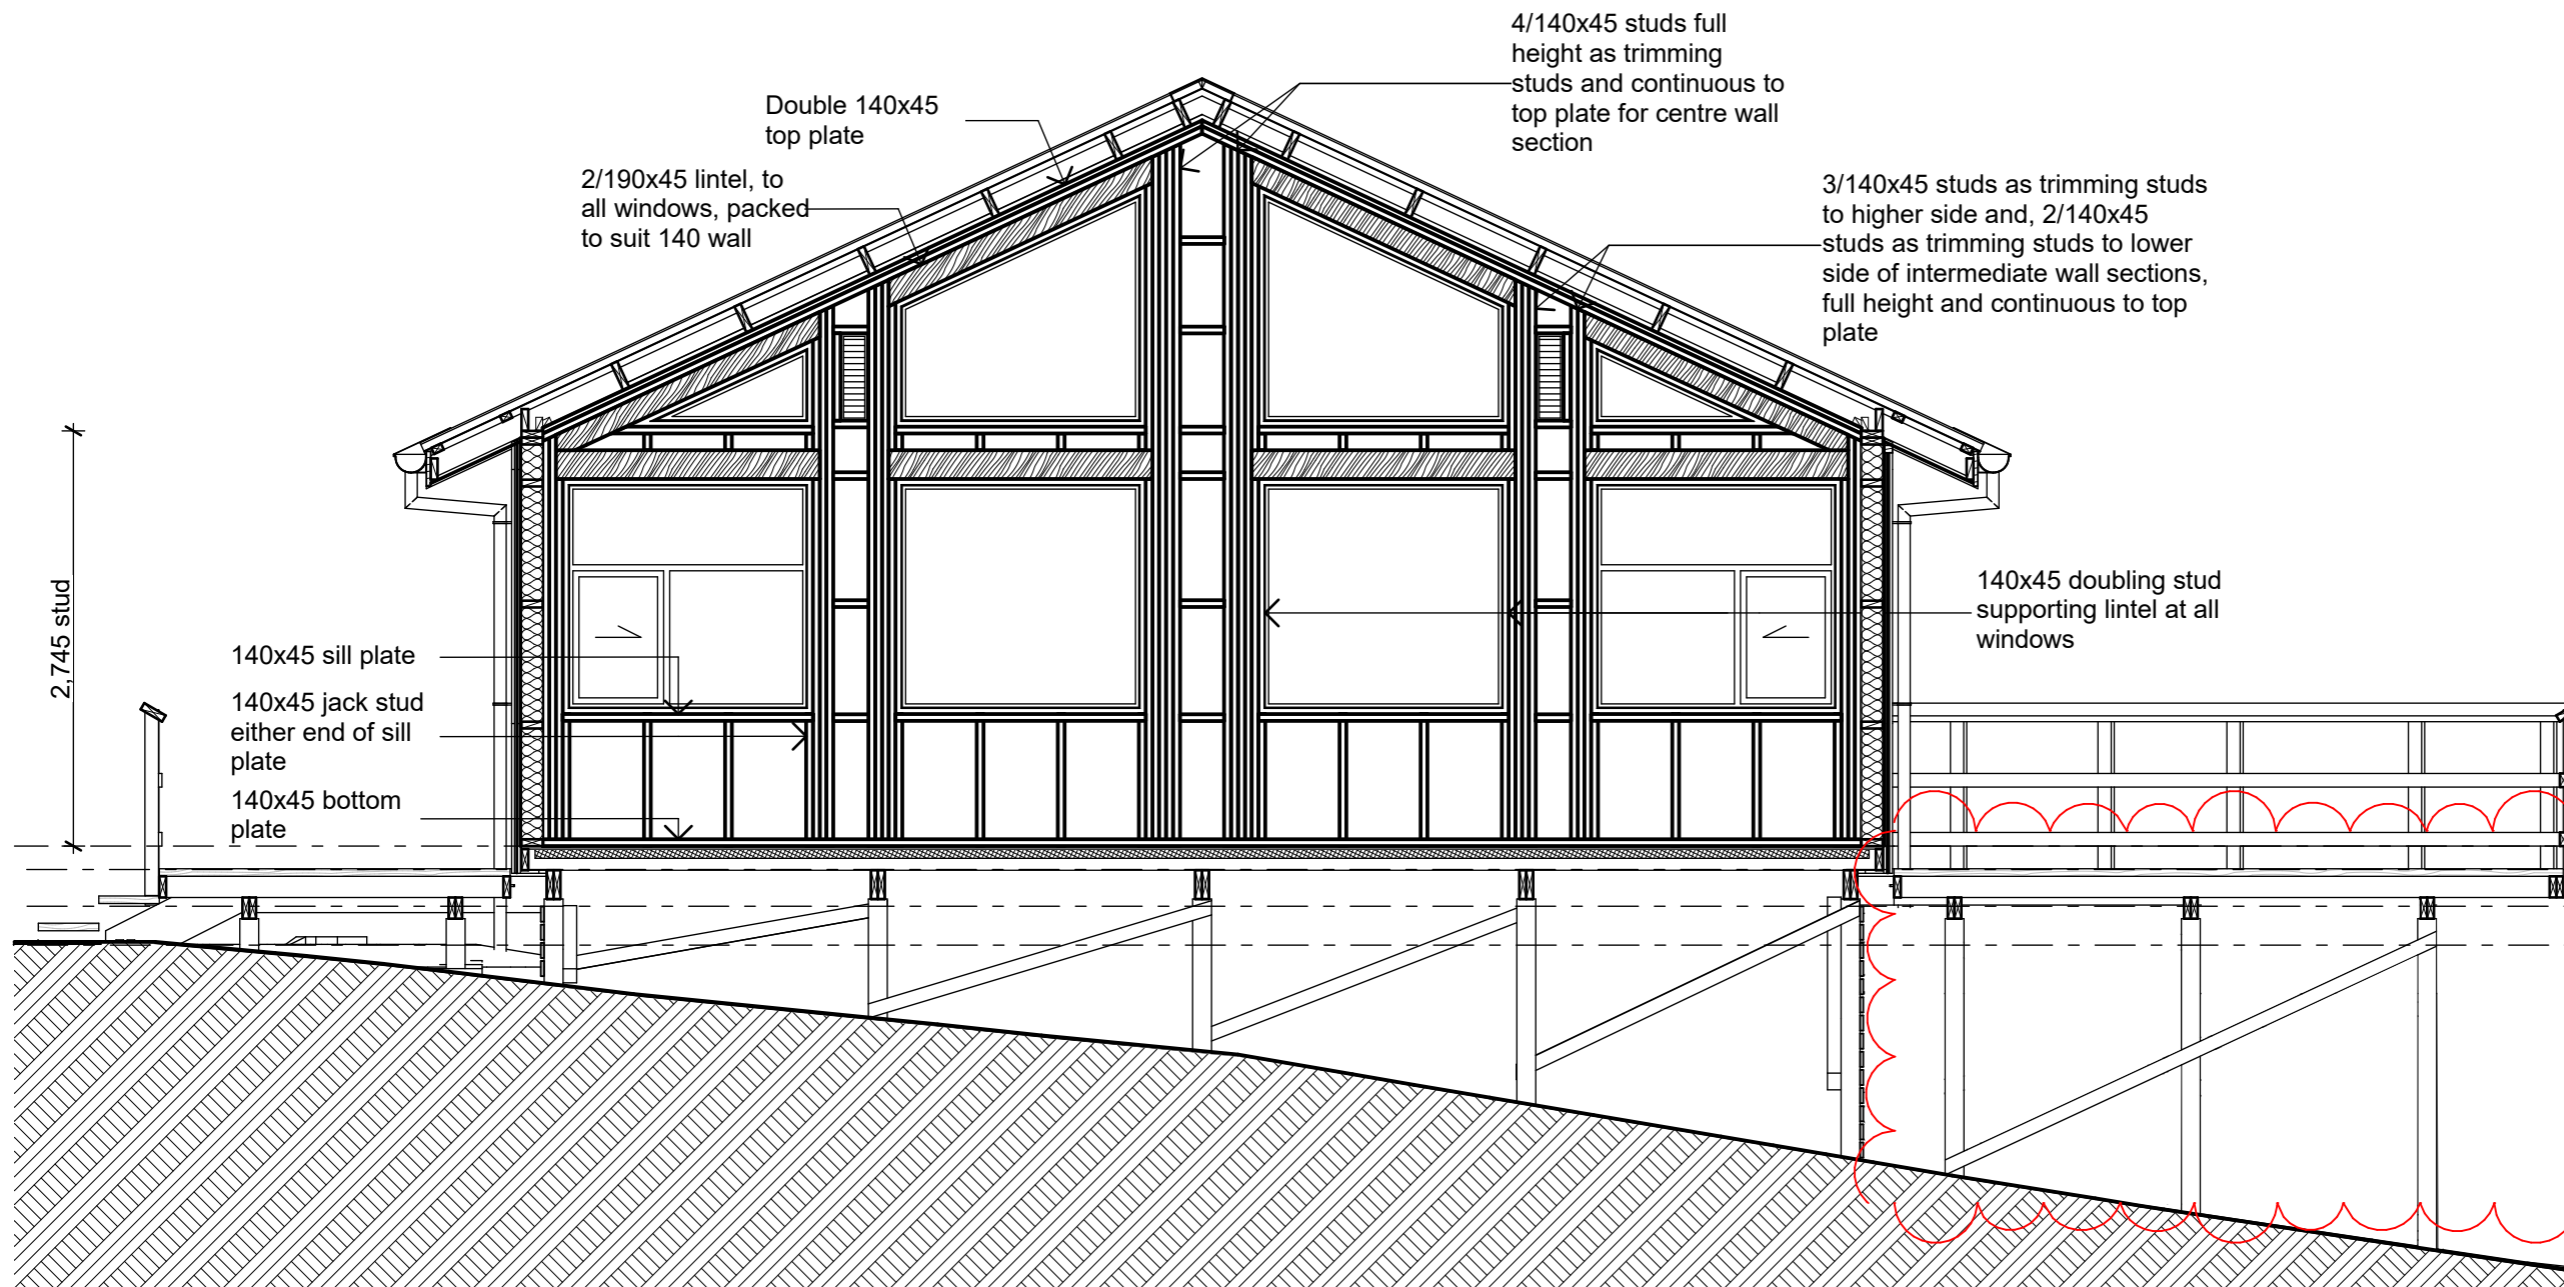 4/140x45 studs full
height as trimming
studs and continuous to
top plate for centre wall
section
Double 140x45
top plate
2/190x45 lintel, to
all windows, packed
to suit 140 wall
3/140x45 studs as trimming studs
to higher side and, 2/140x45
studs as trimming studs to lower
side of intermediate wall sections,
full height and continuous to top
plate
2,745 stud
140x45 doubling stud
supporting lintel at all
windows
140x45 sill plate
140x45 jack stud
either end of sill
plate
140x45 bottom
plate